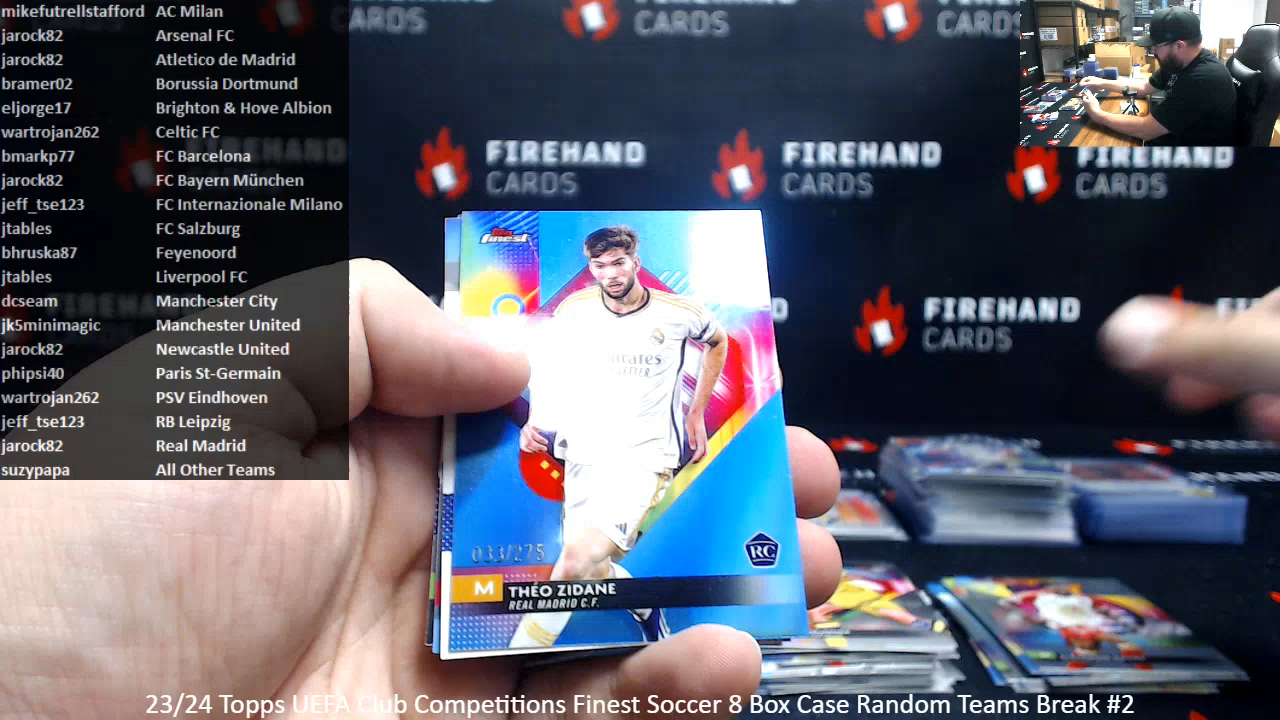 mikefutrellstafford AC Milan
jarock82 Arsenal FC
jarock82 Atletico de Madrid
bramer02 Borussia Dortmund
eljorge17 Brighton & Hove Albion
wartrojan262 Celtic FC
bmarkp77 FC Barcelona
jarock82 FC Bayern München
jeff_tse123 FC Internazionale Milano
jtables FC Salzburg
bhruska87 Feyenoord
jtables Liverpool FC
dcseam Manchester City
jk5minimagic Manchester United
jarock82 Newcastle United
phipsi40 Paris St-Germain
wartrojan262 PSV Eindhoven
jeff_tse123 RB Leipzig
jarock82 Real Madrid
suzypapa All Other Teams
CARDS
CARDS
CARDS
FIREHAND
CARDS
FIREHAND
CARDS
FIREHAND
CARDS
FIREHAND
CARDS
Topps
finest
033/275
RC
M THÉO ZIDANE
REAL MADRID C.F.
23/24 Topps UEFA Club Competitions Finest Soccer 8 Box Case Random Teams Break #2